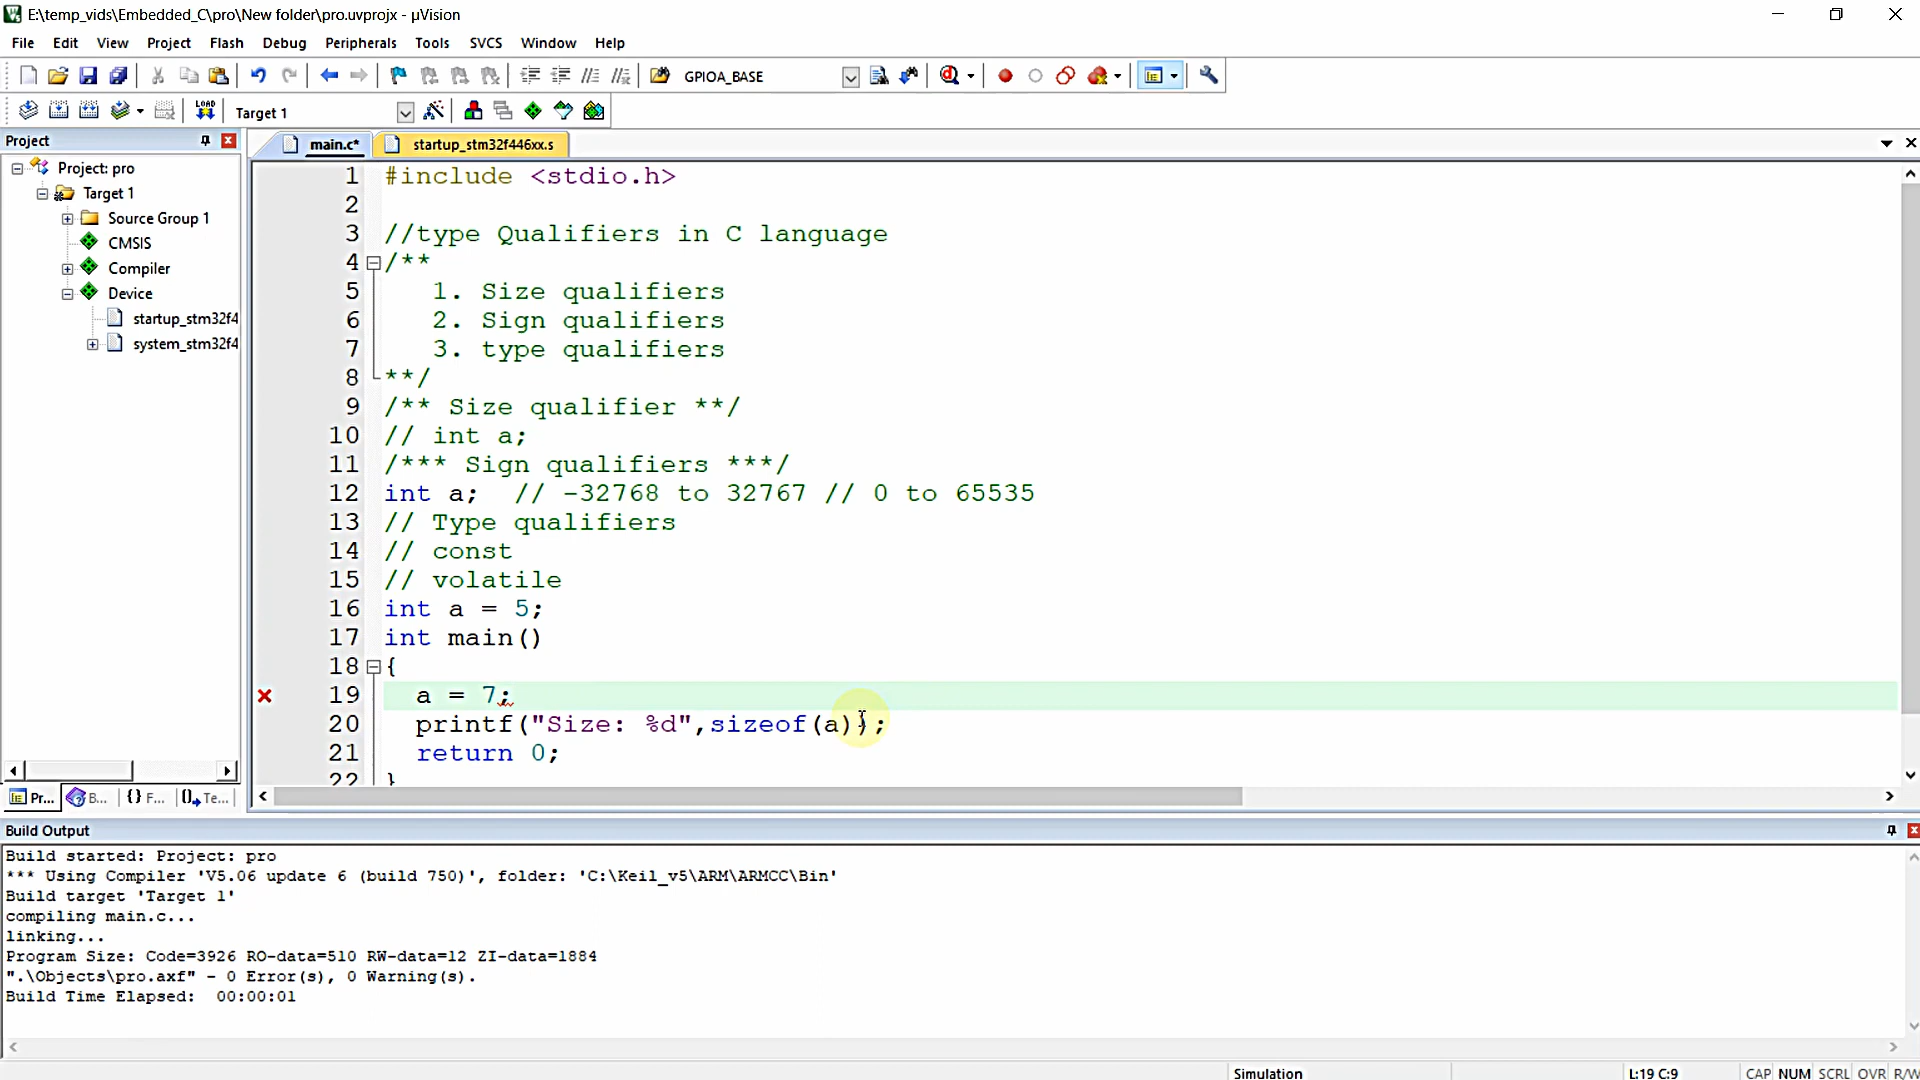 E:\temp_vids\Embedded_C\pro\New folder\pro.uvprojx - µVision
File Edit View Project Flash Debug Peripherals Tools SVCS Window Help
GPIOA_BASE
LOAD Target 1
Project
main.c* startup_stm32f446xx.s
Project: pro
Target 1
Source Group 1
CMSIS
Compiler
Device
startup_stm32f4
system_stm32f4
Pr... B... {} F... Te...
1 #include <stdio.h>
2
3 //type Qualifiers in C language
4 /**
5 1. Size qualifiers
6 2. Sign qualifiers
7 3. type qualifiers
8 **/
9 /** Size qualifier **/
10 // int a;
11 /*** Sign qualifiers ***/
12 int a; // -32768 to 32767 // 0 to 65535
13 // Type qualifiers
14 // const
15 // volatile
16 int a = 5;
17 int main()
18 {
19 a = 7;
20 printf("Size: %d",sizeof(a));
21 return 0;
22 }
Build Output
Build started: Project: pro
*** Using Compiler 'V5.06 update 6 (build 750)', folder: 'C:\Keil_v5\ARM\ARMCC\Bin'
Build target 'Target 1'
compiling main.c...
linking...
Program Size: Code=3926 RO-data=510 RW-data=12 ZI-data=1884
".\Objects\pro.axf" - 0 Error(s), 0 Warning(s).
Build Time Elapsed: 00:00:01
Simulation L:19 C:9 CAP NUM SCRL OVR R/W